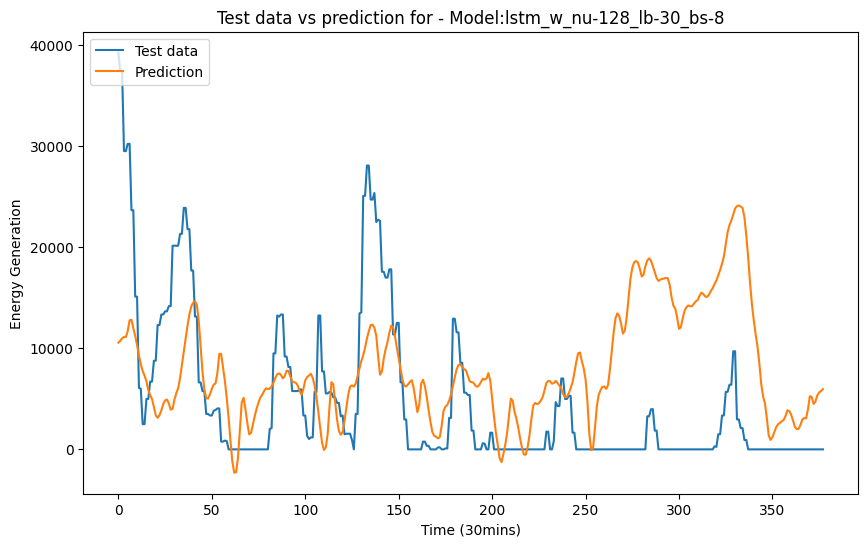 Test data vs prediction for - Model:lstm_w_nu-128_lb-30_bs-8
Test data
Prediction
40000
30000
20000
10000
0
Energy Generation
0 50 100 150 200 250 300 350
Time (30mins)